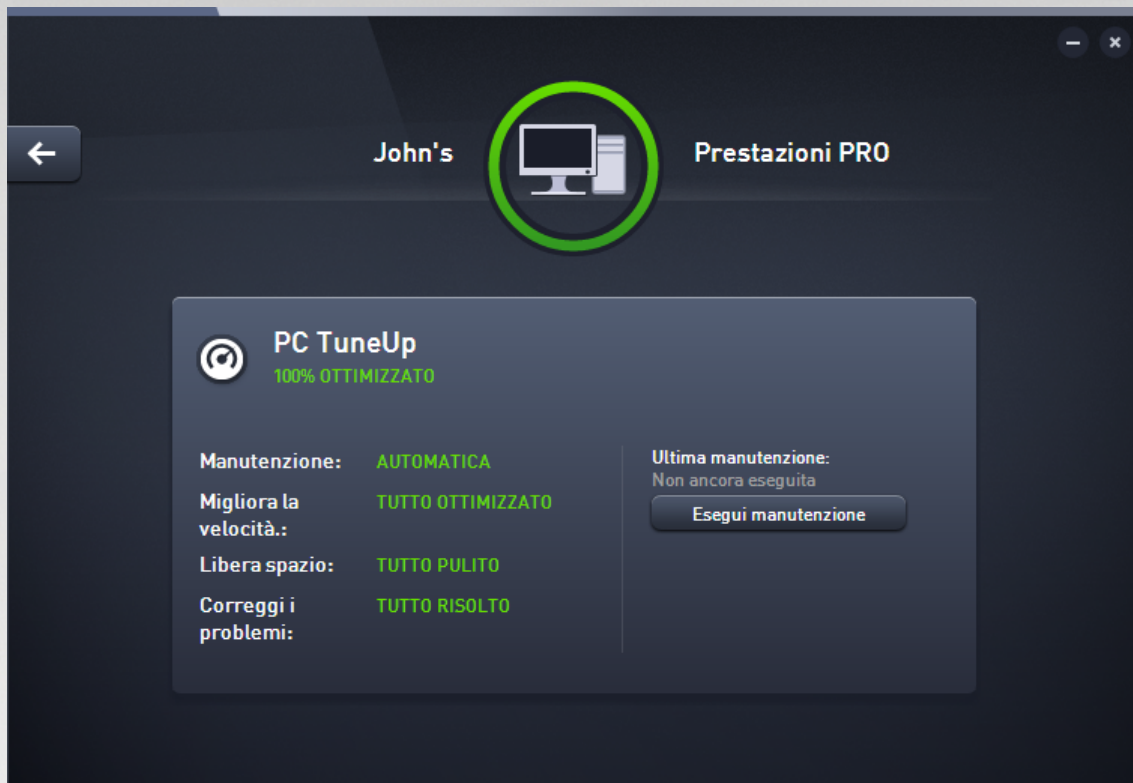 John's
Prestazioni PRO
PC TuneUp
100% OTTIMIZZATO
Manutenzione: AUTOMATICA
Migliora la
velocità.: TUTTO OTTIMIZZATO
Libera spazio: TUTTO PULITO
Correggi i
problemi: TUTTO RISOLTO
Ultima manutenzione:
Non ancora eseguita
Esegui manutenzione